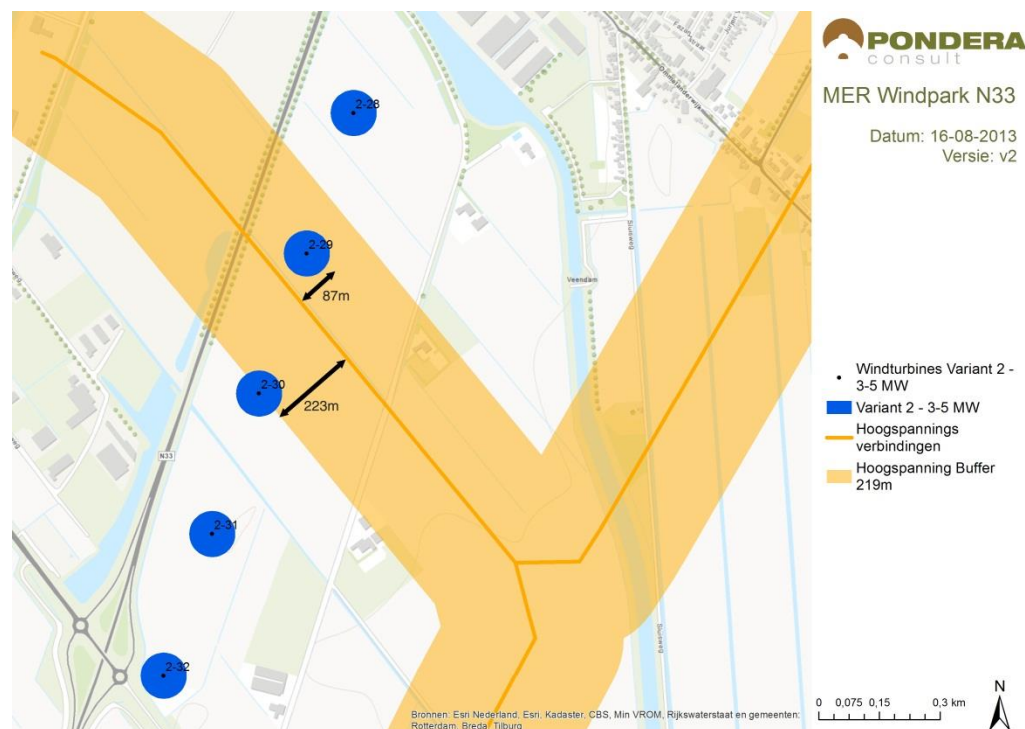 PONDERA
consult
MER Windpark N33
Datum: 16-08-2013
Versie: v2
2-28
2-29
87m
2-30
223m
N33
2-31
2-32
Veendam
Sluisweg
Sluisweg
Ommelanderwijk
Windturbines Variant 2 -
3-5 MW
Variant 2 - 3-5 MW
Hoogspannings
verbindingen
Hoogspanning Buffer
219m
N
0 0,075 0,15 0,3 km
Bronnen: Esri Nederland, Esri, Kadaster, CBS, Min VROM, Rijkswaterstaat en gemeenten:
Rotterdam, Breda, Tilburg